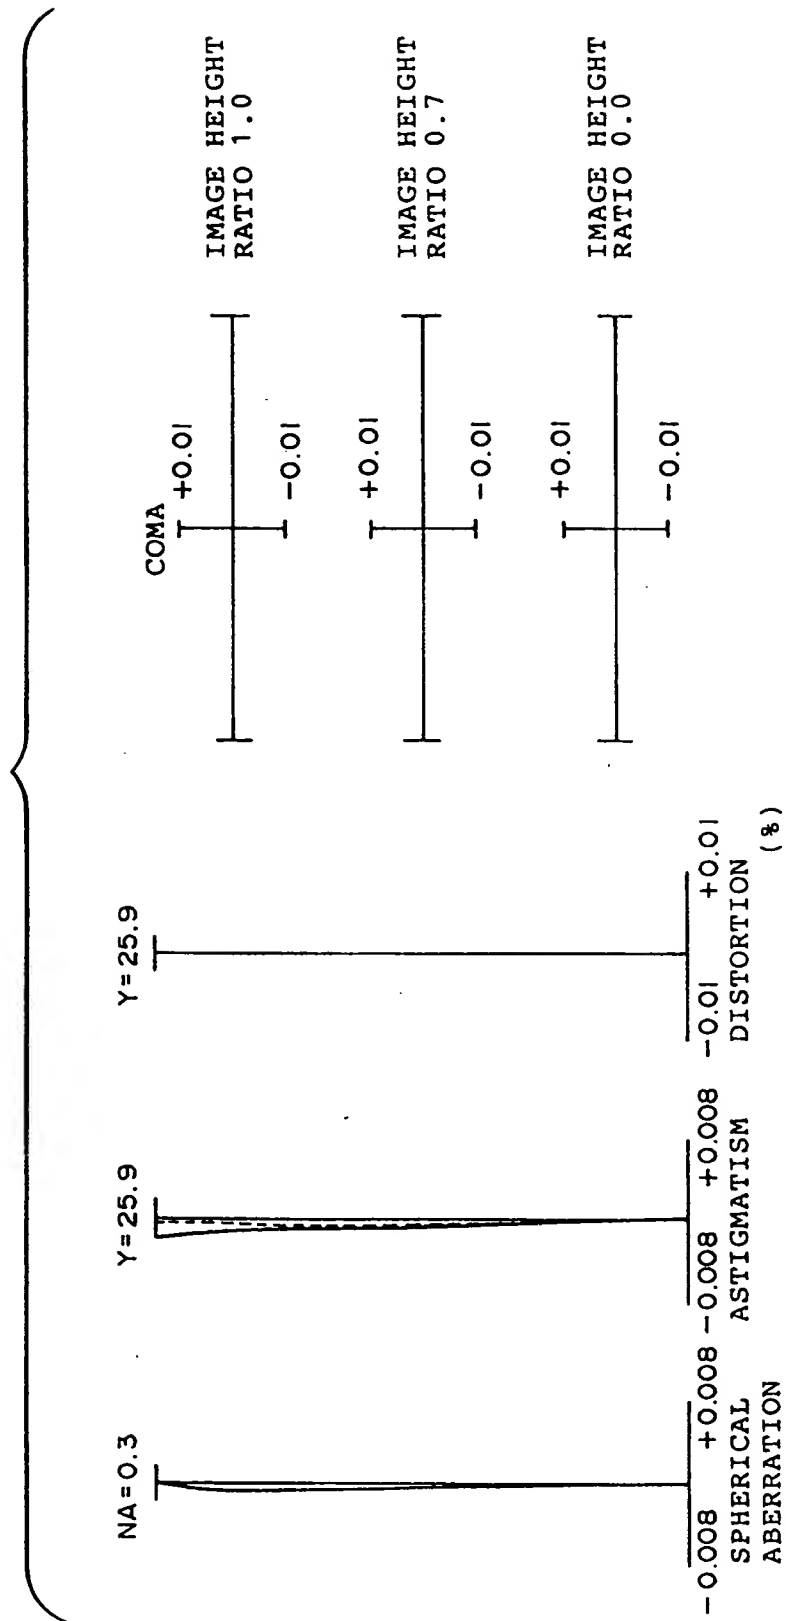 NA=0.3
-0.008 +0.008
SPHERICAL
ABERRATION
Y=25.9
-0.008 +0.008
ASTIGMATISM
Y=25.9
-0.01 +0.01
DISTORTION
(%)
COMA
+0.01
-0.01
IMAGE HEIGHT
RATIO 1.0
+0.01
-0.01
IMAGE HEIGHT
RATIO 0.7
+0.01
-0.01
IMAGE HEIGHT
RATIO 0.0